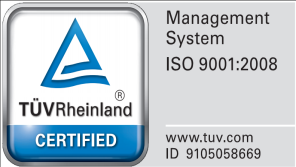 TÜVRheinland®
CERTIFIED
Management
System
ISO 9001:2008
www.tuv.com
ID 9105058669